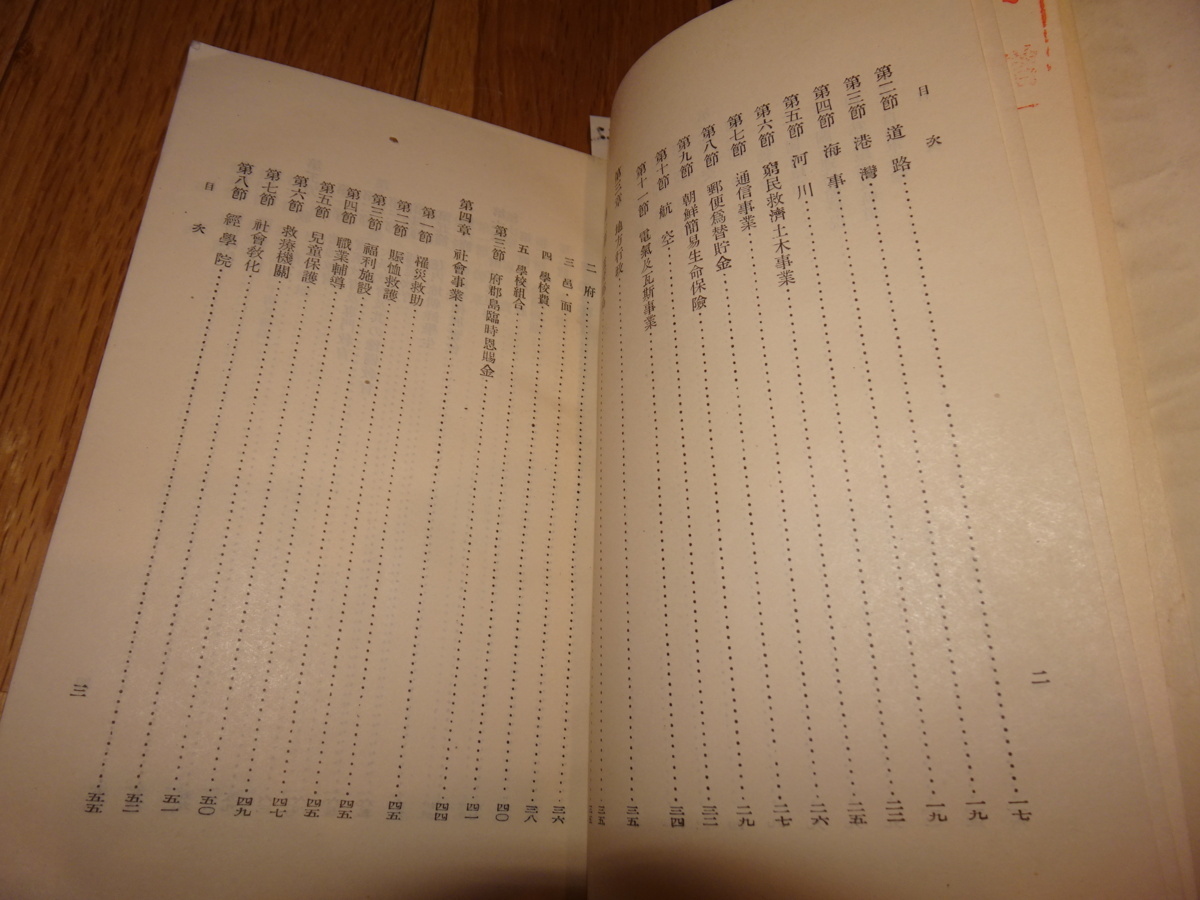 目次
第二節 道路……一七
第三節 港灣……一九
第四節 海事……一九
第五節 河川……二二
第六節 窮民救濟土木事業……二五
第七節 通信事業……二六
第八節 郵便爲替貯金……二七
第九節 朝鮮簡易生命保險……二九
第十節 航空……三二
第十一節 電氣及瓦斯事業……三四
第三章 地方行政……三五
二
二 府……三六
三 邑・面……三八
四 學校費……四〇
五 學校組合……四一
第三節 府郡島臨時恩賜金……四四
第四章 社會事業……四五
第一節 罹災救助……四五
第二節 賑恤救護……四五
第三節 福利施設……四七
第四節 職業輔導……四九
第五節 兒童保護……五〇
第六節 救療機關……五一
第七節 社會敎化……五二
第八節 經學院……五五
目次
三